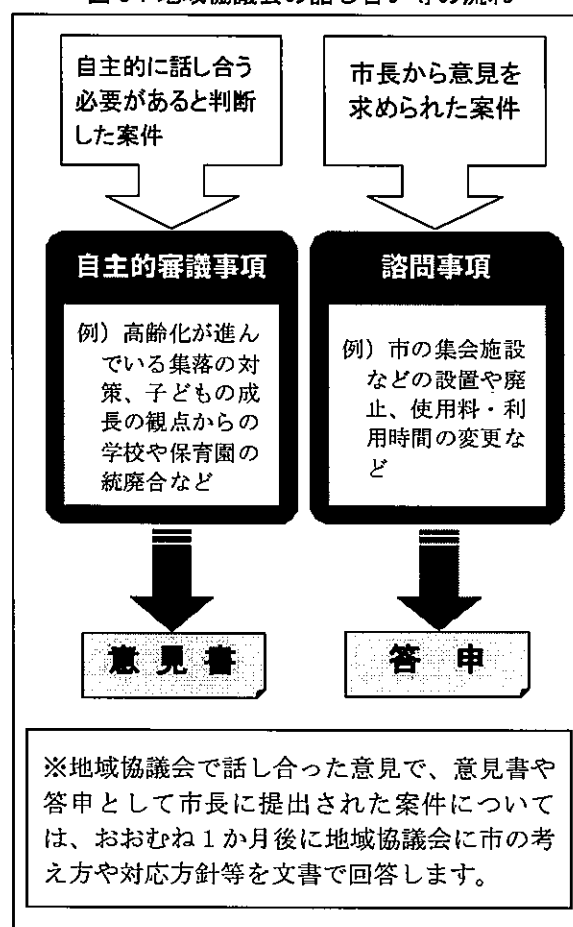 自主的に話し合う
必要があると判断
した案件
市長から意見を
求められた案件
自主的審議事項
例）高齢化が進ん
でいる集落の対
策、子どもの成
長の観点からの
学校や保育園の
統廃合など
諮問事項
例）市の集会施設
などの設置や廃
止、使用料・利
用時間の変更な
ど
意見書
答申
※地域協議会で話し合った意見で、意見書や
答申として市長に提出された案件について
は、おおむね１か月後に地域協議会に市の考
え方や対応方針等を文書で回答します。